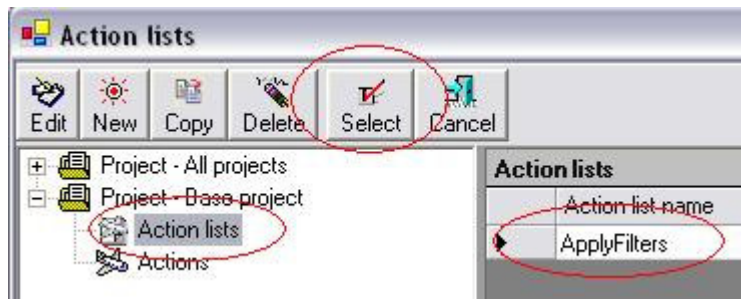 Action lists
Edit New Copy Delete Select Cancel
Project - All projects
Project - Base project
Action lists
Actions
Action lists
Action list name
ApplyFilters